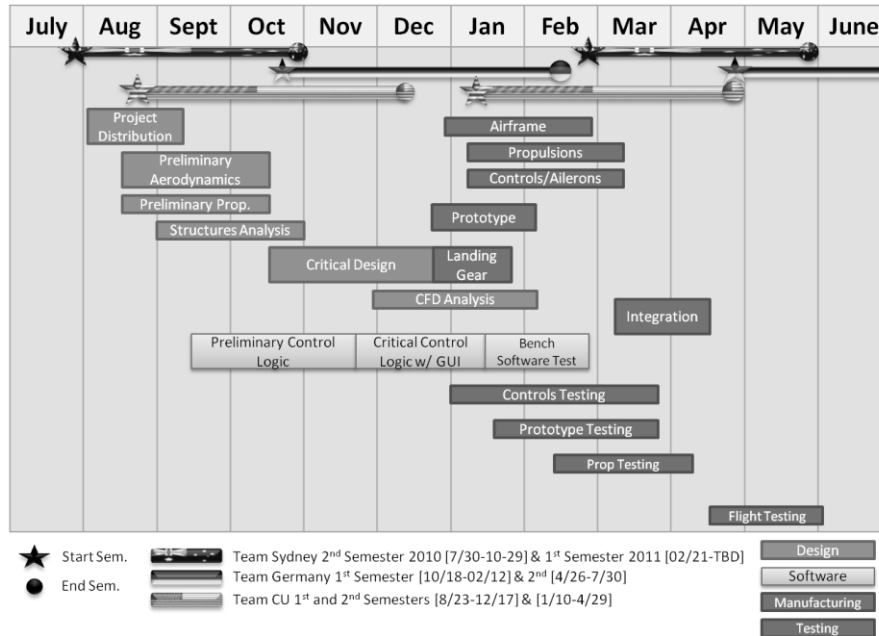 July Aug Sept Oct Nov Dec Jan Feb Mar Apr May June
Project
Distribution
Airframe
Propulsions
Preliminary
Aerodynamics
Controls/Ailerons
Preliminary Prop.
Prototype
Structures Analysis
Critical Design
Landing
Gear
CFD Analysis
Integration
Preliminary Control
Logic
Critical Control
Logic w/ GUI
Bench
Software Test
Controls Testing
Prototype Testing
Prop Testing
Flight Testing
Start Sem.
End Sem.
Team Sydney 2nd Semester 2010 [7/30-10-29] & 1st Semester 2011 [02/21-TBD]
Team Germany 1st Semester [10/18-02/12] & 2nd [4/26-7/30]
Team CU 1st and 2nd Semesters [8/23-12/17] & [1/10-4/29]
Design
Software
Manufacturing
Testing